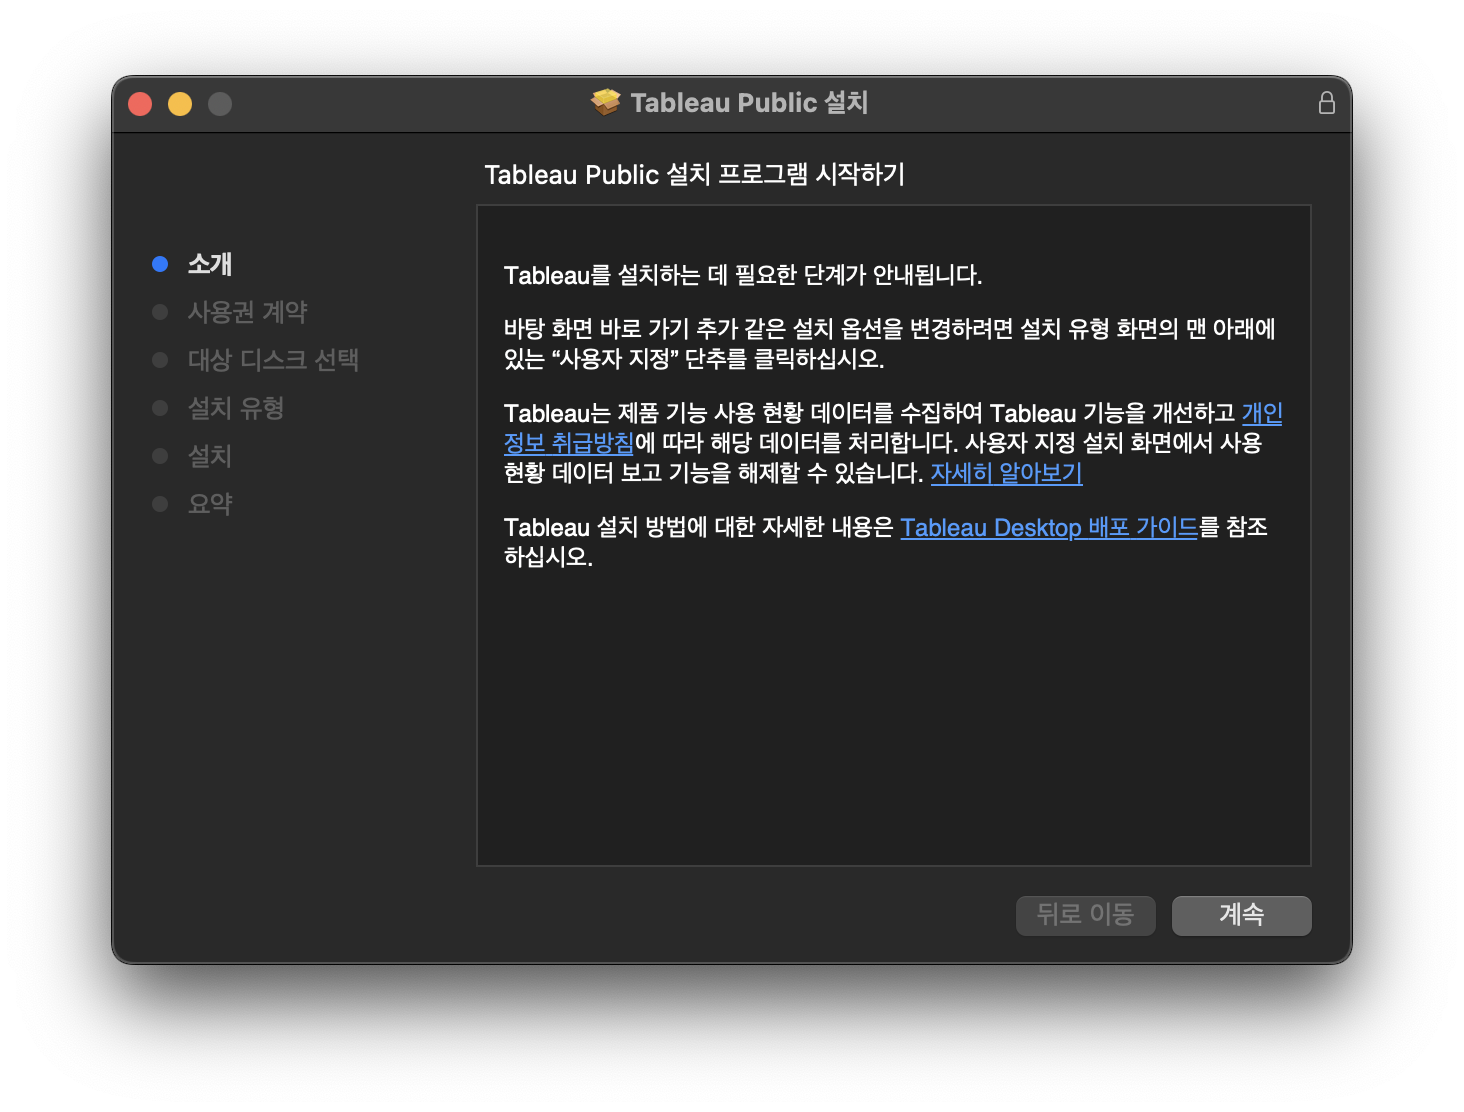 Tableau Public 설치
Tableau Public 설치 프로그램 시작하기
소개
사용권 계약
대상 디스크 선택
설치 유형
설치
요약
Tableau를 설치하는 데 필요한 단계가 안내됩니다.
바탕 화면 바로 가기 추가 같은 설치 옵션을 변경하려면 설치 유형 화면의 맨 아래에
있는 “사용자 지정” 단추를 클릭하십시오.
Tableau는 제품 기능 사용 현황 데이터를 수집하여 Tableau 기능을 개선하고 개인
정보 취급방침에 따라 해당 데이터를 처리합니다. 사용자 지정 설치 화면에서 사용
현황 데이터 보고 기능을 해제할 수 있습니다. 자세히 알아보기
Tableau 설치 방법에 대한 자세한 내용은 Tableau Desktop 배포 가이드를 참조
하십시오.
뒤로 이동
계속